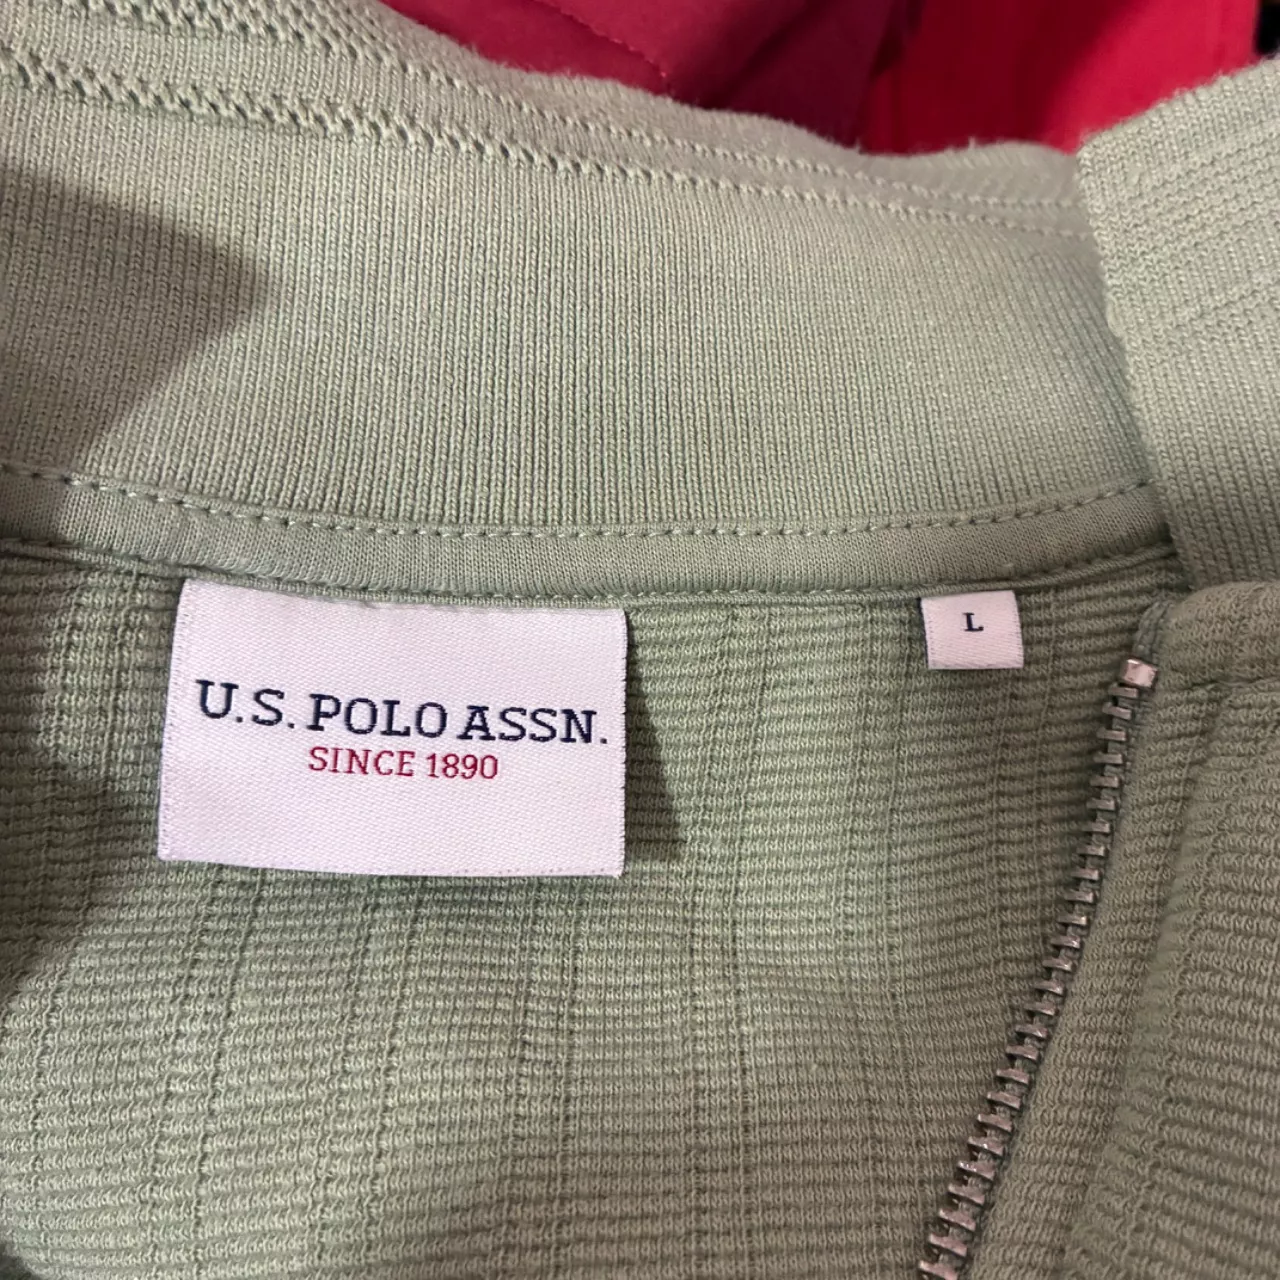 U.S. POLO ASSN.
SINCE 1890
L